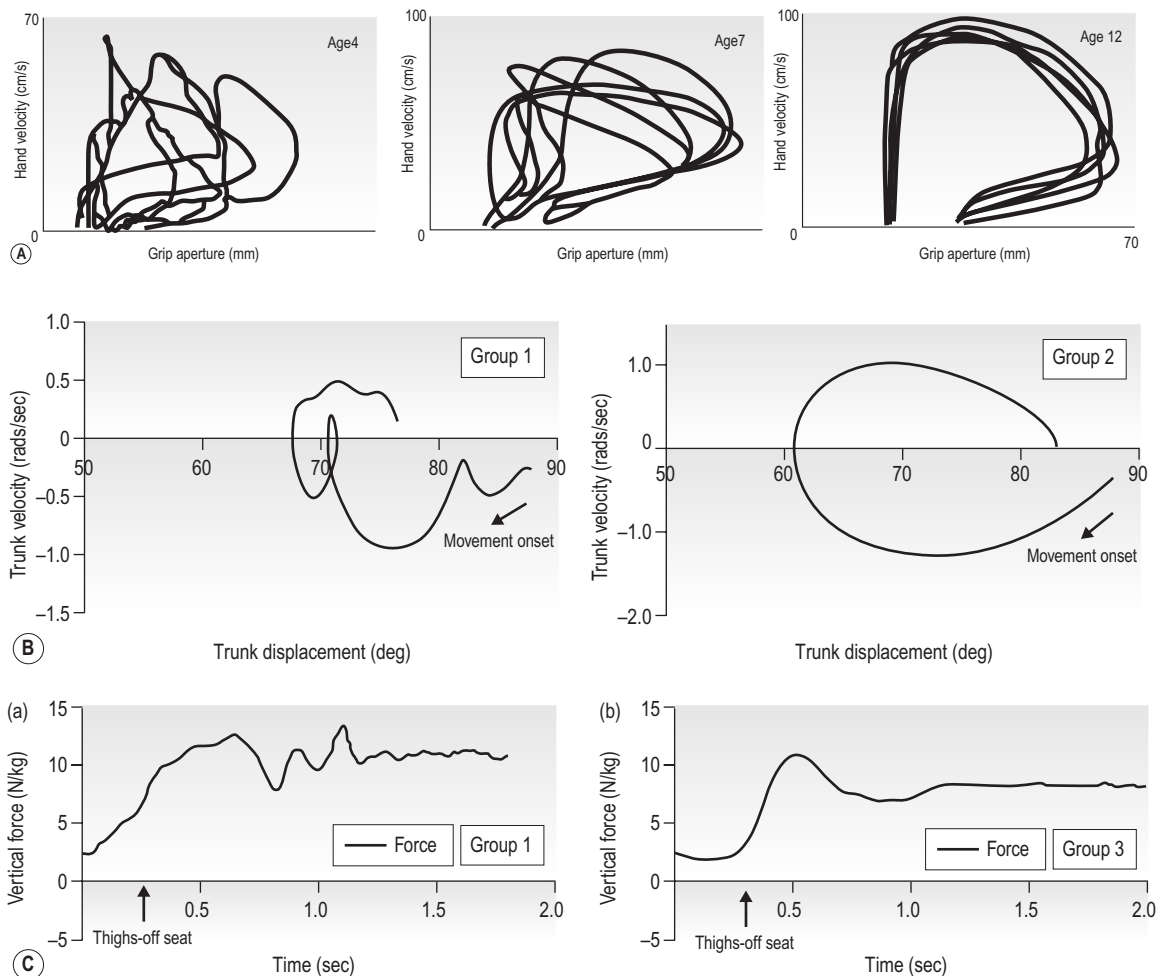 70
Age4
Hand velocity (cm/s)
0
Grip aperture (mm)
100
Age7
Hand velocity (cm/s)
0
Grip aperture (mm)
100
Age 12
Hand velocity (cm/s)
0
70
Grip aperture (mm)
A
1.0
0.5
0
–0.5
–1.0
–1.5
Trunk velocity (rads/sec)
50
60
70
80
90
Group 1
Movement onset
Trunk displacement (deg)
1.0
0
–1.0
–2.0
Trunk velocity (rads/sec)
50
60
70
80
90
Group 2
Movement onset
Trunk displacement (deg)
B
(a)
15
10
5
0
–5
Vertical force (N/kg)
0.5
1.0
1.5
2.0
Force
Group 1
Thighs-off seat
Time (sec)
(b)
15
10
5
0
–5
Vertical force (N/kg)
0.5
1.0
1.5
2.0
Force
Group 3
Thighs-off seat
Time (sec)
C